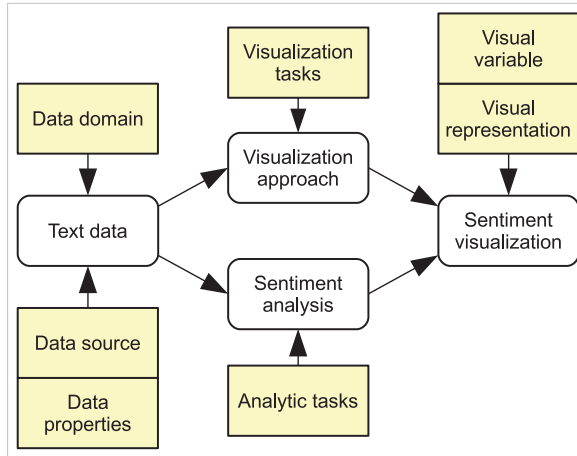 Visualization
tasks
Visual
variable
Visual
representation
Data domain
Visualization
approach
Text data
Sentiment
visualization
Sentiment
analysis
Data source
Data
properties
Analytic tasks